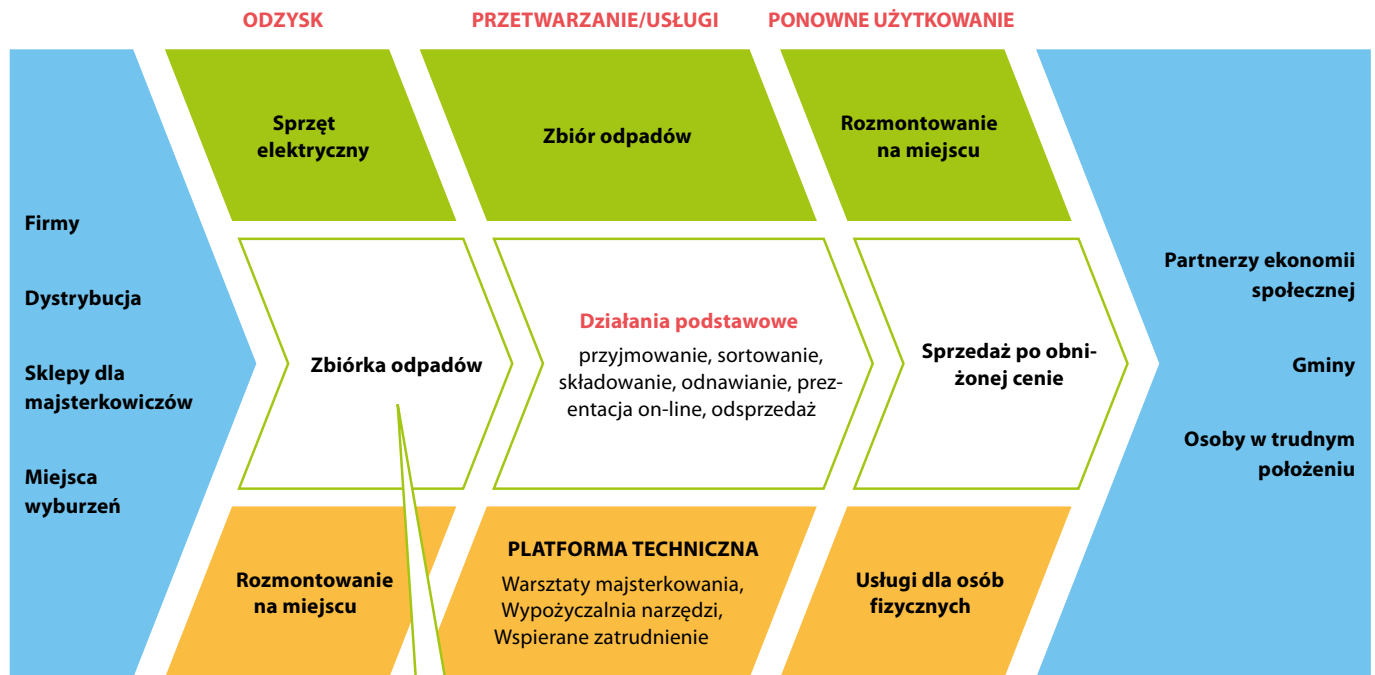 ODZYSK
PRZETWARZANIE/USŁUGI
PONOWNE UŻYTKOWANIE
Firmy
Dystrybucja
Sklepy dla
majsterkowiczów
Miejsca
wyburzeń
Sprzęt
elektryczny
Zbiór odpadów
Rozmontowanie
na miejscu
Zbiórka odpadów
Działania podstawowe
przyjmowanie, sortowanie,
składowanie, odnawianie, prez-
entacja on-line, odsprzedaż
Sprzedaż po obni-
żonej cenie
Rozmontowanie
na miejscu
PLATFORMA TECHNICZNA
Warsztaty majsterkowania,
Wypożyczalnia narzędzi,
Wspierane zatrudnienie
Usługi dla osób
fizycznych
Partnerzy ekonomii
społecznej
Gminy
Osoby w trudnym
położeniu